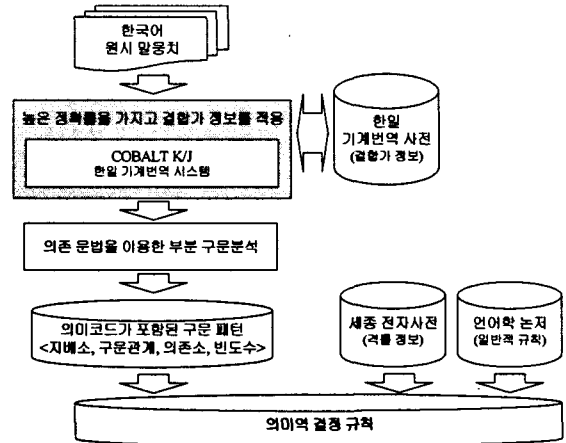 한국어
원시 말뭉치
높은 정확률을 가지고 결합가 정보를 적용
COBALT K/J
한일 기계번역 시스템
한일
기계번역 사전
(결합가 정보)
의존 문법을 이용한 부분 구문분석
의미코드가 포함된 구문 패턴
<지배소, 구문관계, 의존소, 빈도수>
세종 전자사전
(격틀 정보)
언어학 논저
(일반적 규칙)
의미역 결정 규칙